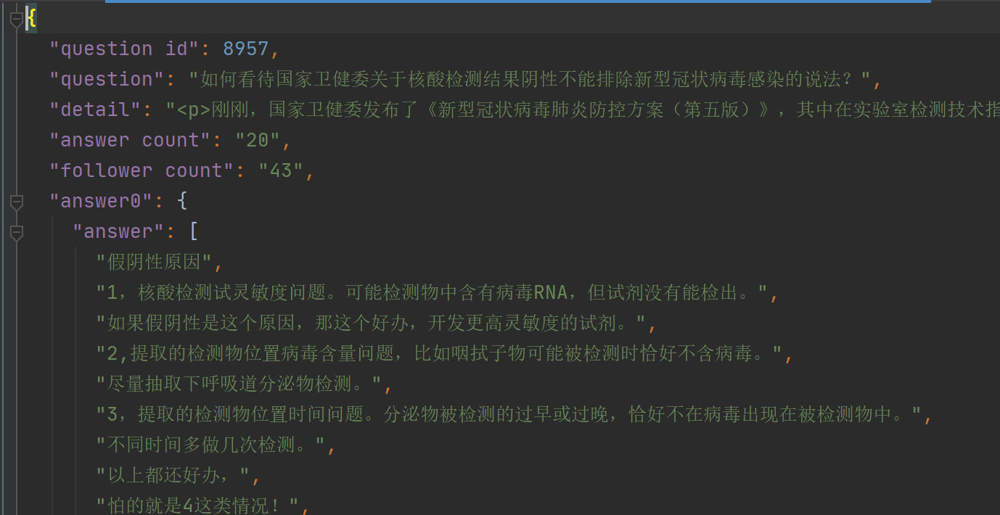 {
"question id": 8957,
"question": "如何看待国家卫健委关于核酸检测结果阴性不能排除新型冠状病毒感染的说法？",
"detail": "<p>刚刚，国家卫健委发布了《新型冠状病毒肺炎防控方案（第五版）》，其中在实验室检测技术指
"answer count": "20",
"follower count": "43",
"answer0": {
"answer": [
"假阴性原因",
"1，核酸检测试灵敏度问题。可能检测物中含有病毒RNA，但试剂没有能检出。",
"如果假阴性是这个原因，那这个好办，开发更高灵敏度的试剂。",
"2,提取的检测物位置病毒含量问题，比如咽拭子物可能被检测时恰好不含病毒。",
"尽量抽取下呼吸道分泌物检测。",
"3，提取的检测物位置时间问题。分泌物被检测的过早或过晚，恰好不在病毒出现在被检测物中。",
"不同时间多做几次检测。",
"以上都还好办，",
"怕的就是4这类情况！",